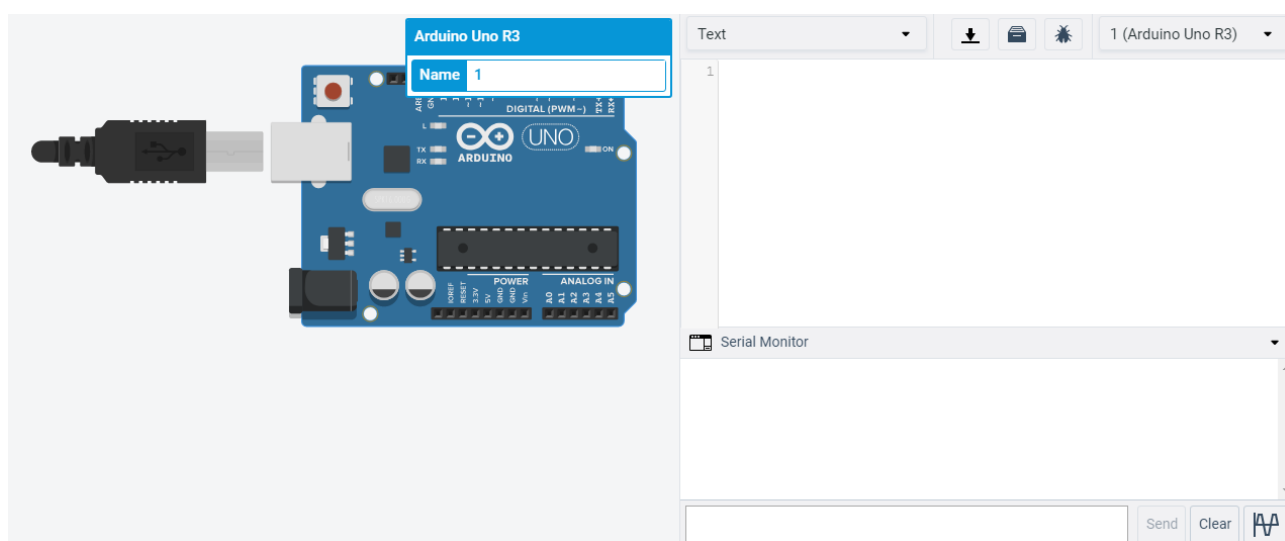 Arduino Uno R3
Name 1
Text
1 (Arduino Uno R3)
1
DIGITAL (PWM~)
TX→
RX←
L
TX
RX
ARDUINO
UNO
ON
POWER
ANALOG IN
IOREF
RESET
3.3V
5V
GND
GND
Vin
A0
A1
A2
A3
A4
A5
Serial Monitor
Send
Clear